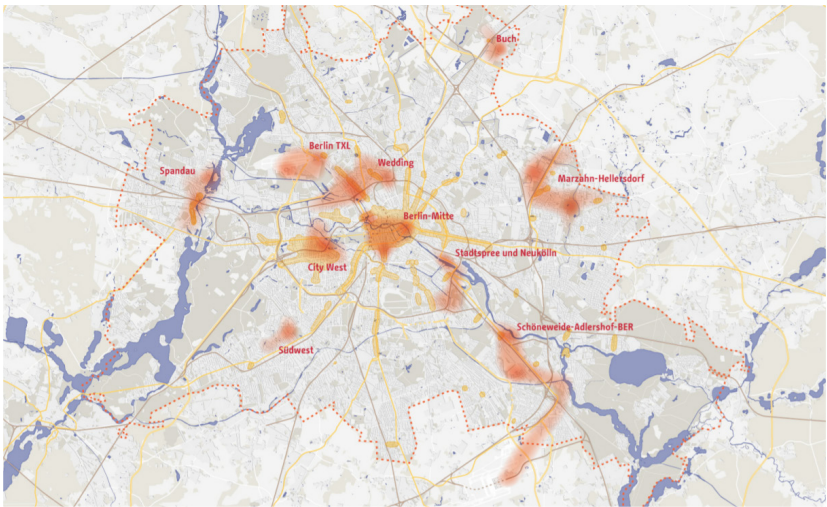 Buch
Berlin TXL
Wedding
Spandau
Marzahn-Hellersdorf
Berlin-Mitte
Stadtspree und Neukölln
City West
Schöneweide-Adlershof-BER
Südwest